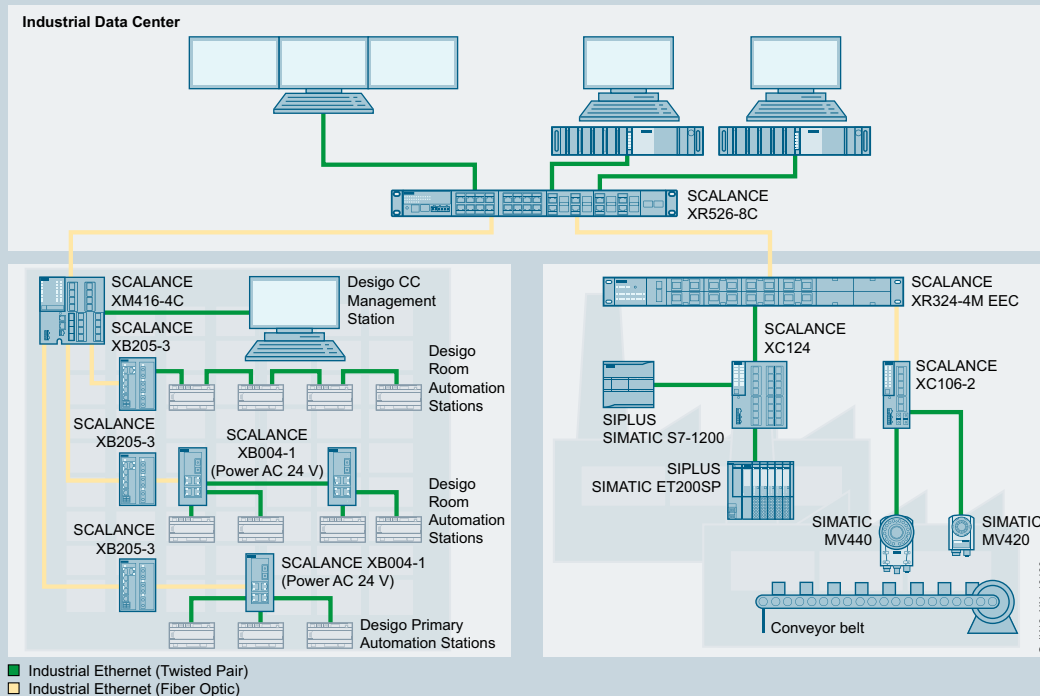 Industrial Data Center
SCALANCE
XR526-8C
SCALANCE
XM416-4C
SCALANCE
XB205-3
Desigo CC
Management
Station
Desigo
Room
Automation
Stations
SCALANCE
XB205-3
SCALANCE
XB004-1
(Power AC 24 V)
Desigo
Room
Automation
Stations
SCALANCE
XB205-3
SCALANCE XB004-1
(Power AC 24 V)
Desigo Primary
Automation Stations
SCALANCE
XR324-4M EEC
SCALANCE
XC124
SCALANCE
XC106-2
SIPLUS
SIMATIC S7-1200
SIPLUS
SIMATIC ET200SP
SIMATIC
MV440
SIMATIC
MV420
Conveyor belt
Industrial Ethernet (Twisted Pair)
Industrial Ethernet (Fiber Optic)